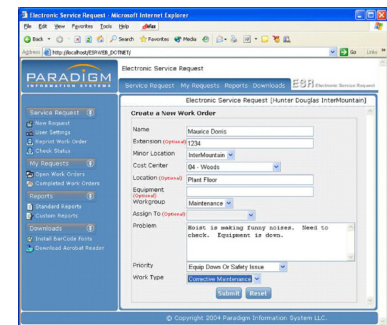 Electronic Service Request - Microsoft Internet Explorer
File Edit View Favorites Tools Help
Back Search Favorites Media
Address http://localhost/ESRWEB_DOTNET/ Go Links
PARADIGM
INFORMATION SYSTEMS
Electronic Service Request
Service Request My Requests Reports Downloads ESR Electronic Service Request
Electronic Service Request [Hunter Douglas InterMountain]
Service Request
New Request
User Settings
Reprint Work Order
Check Status
My Requests
Open Work Orders
Completed Work Orders
Reports
Standard Reports
Custom Reports
Downloads
Install BarCode Fonts
Download Acrobat Reader
Create a New Work Order
Name Maurice Donis
Extension (Optional) 1234
Minor Location InterMountain
Cost Center 04 - Woods
Location (Optional) Plant Floor
Equipment (Optional)
Workgroup Maintenance
Assign To (Optional)
Problem Hoist is making funny noises. Need to
check. Equipment is down.
Priority Equip Down Or Safety Issue
Work Type Corrective Maintenance
Submit Reset
© Copyright 2004 Paradigm Information System LLC.